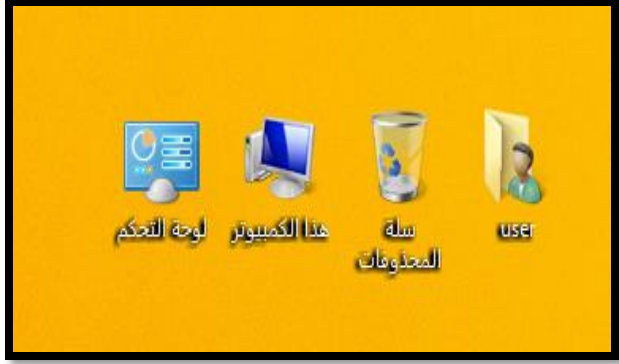 user
سلة
المحذوفات
هذا الكمبيوتر
لوحة التحكم